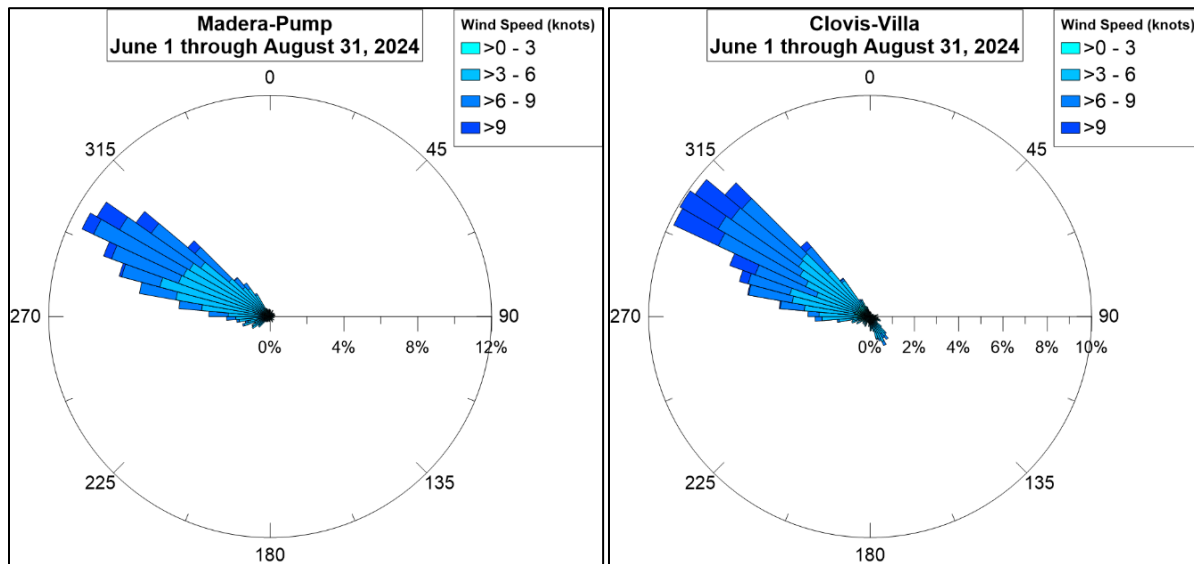 Madera-Pump
June 1 through August 31, 2024
Wind Speed (knots)
>0 - 3
>3 - 6
>6 - 9
>9
0
45
90
135
180
225
270
315
0%
4%
8%
12%
Clovis-Villa
June 1 through August 31, 2024
Wind Speed (knots)
>0 - 3
>3 - 6
>6 - 9
>9
0
45
90
135
180
225
270
315
0%
2%
4%
6%
8%
10%